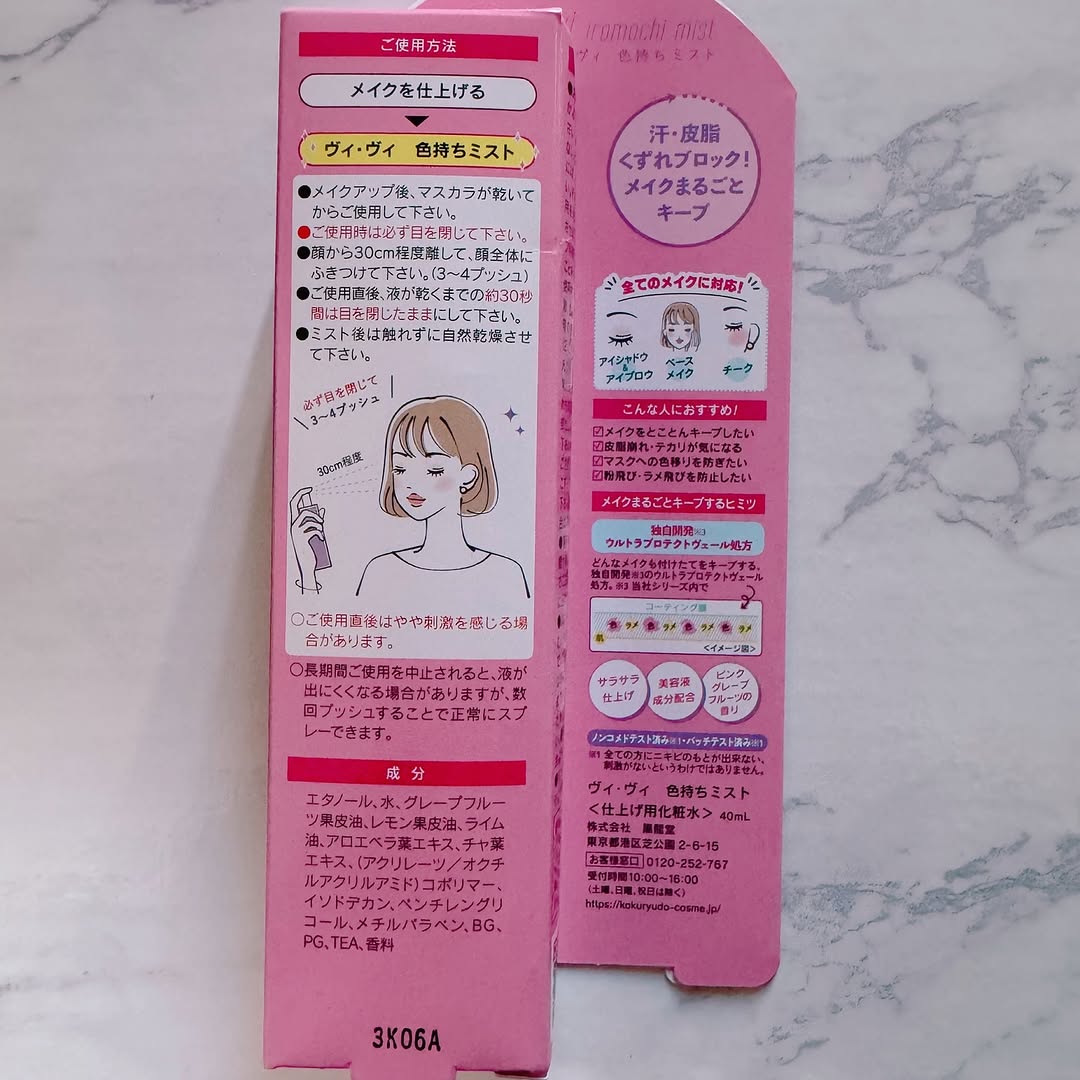 ご使用方法
メイクを仕上げる
ヴィ・ヴィ 色持ちミスト
●メイクアップ後、マスカラが乾いて
からご使用して下さい。
●ご使用時は必ず目を閉じて下さい。
●顔から30cm程度離して、顔全体に
ふきつけて下さい。(3〜4プッシュ)
●ご使用直後、液が乾くまでの約30秒
間は目を閉じたままにして下さい。
●ミスト後は触れずに自然乾燥させ
て下さい。
必ず目を閉じて
3〜4プッシュ
30cm程度
○ご使用直後はやや刺激を感じる場
合があります。
○長期間ご使用を中止されると、液が
出にくくなる場合がありますが、数
回プッシュすることで正常にスプ
レーできます。
成分
エタノール、水、グレープフルー
ツ果皮油、レモン果皮油、ライム
油、アロエベラ葉エキス、チャ葉
エキス、(アクリレーツ/オクチ
ルアクリルアミド)コポリマー、
イソドデカン、ペンチレングリ
コール、メチルパラベン、BG、
PG、TEA、香料
3K06A
iromochi mist
ヴィ 色持ちミスト
汗・皮脂
くずれブロック!
メイクまるごと
キープ
全てのメイクに対応!
アイシャドウ
&
アイブロウ
ベース
メイク
チーク
こんな人におすすめ!
☑メイクをとことんキープしたい
☑皮脂崩れ・テカリが気になる
☑マスクへの色移りを防ぎたい
☑粉飛び・ラメ飛びを防止したい
メイクまるごとキープするヒミツ
独自開発※3
ウルトラプロテクトヴェール処方
どんなメイクも付けたてをキープする。
独自開発※3のウルトラプロテクトヴェール
処方。※3 当社シリーズ内で
コーティング膜
色 ラメ 色 ラメ 色 ラメ 色 ラメ
肌
<イメージ図>
サラサラ
仕上げ
美容液
成分配合
ピンク
グレープ
フルーツの
香り
ノンコメドテスト済み※1・パッチテスト済み※1
※1 全ての方にニキビのもとが出来ない、
刺激がないというわけではありません。
ヴィ・ヴィ 色持ちミスト
<仕上げ用化粧水> 40mL
株式会社 黒龍堂
東京都港区芝公園 2-6-15
お客様窓口 0120-252-767
受付時間10:00〜16:00
(土曜、日曜、祝日は除く)
https://kokuryudo-cosme.jp/